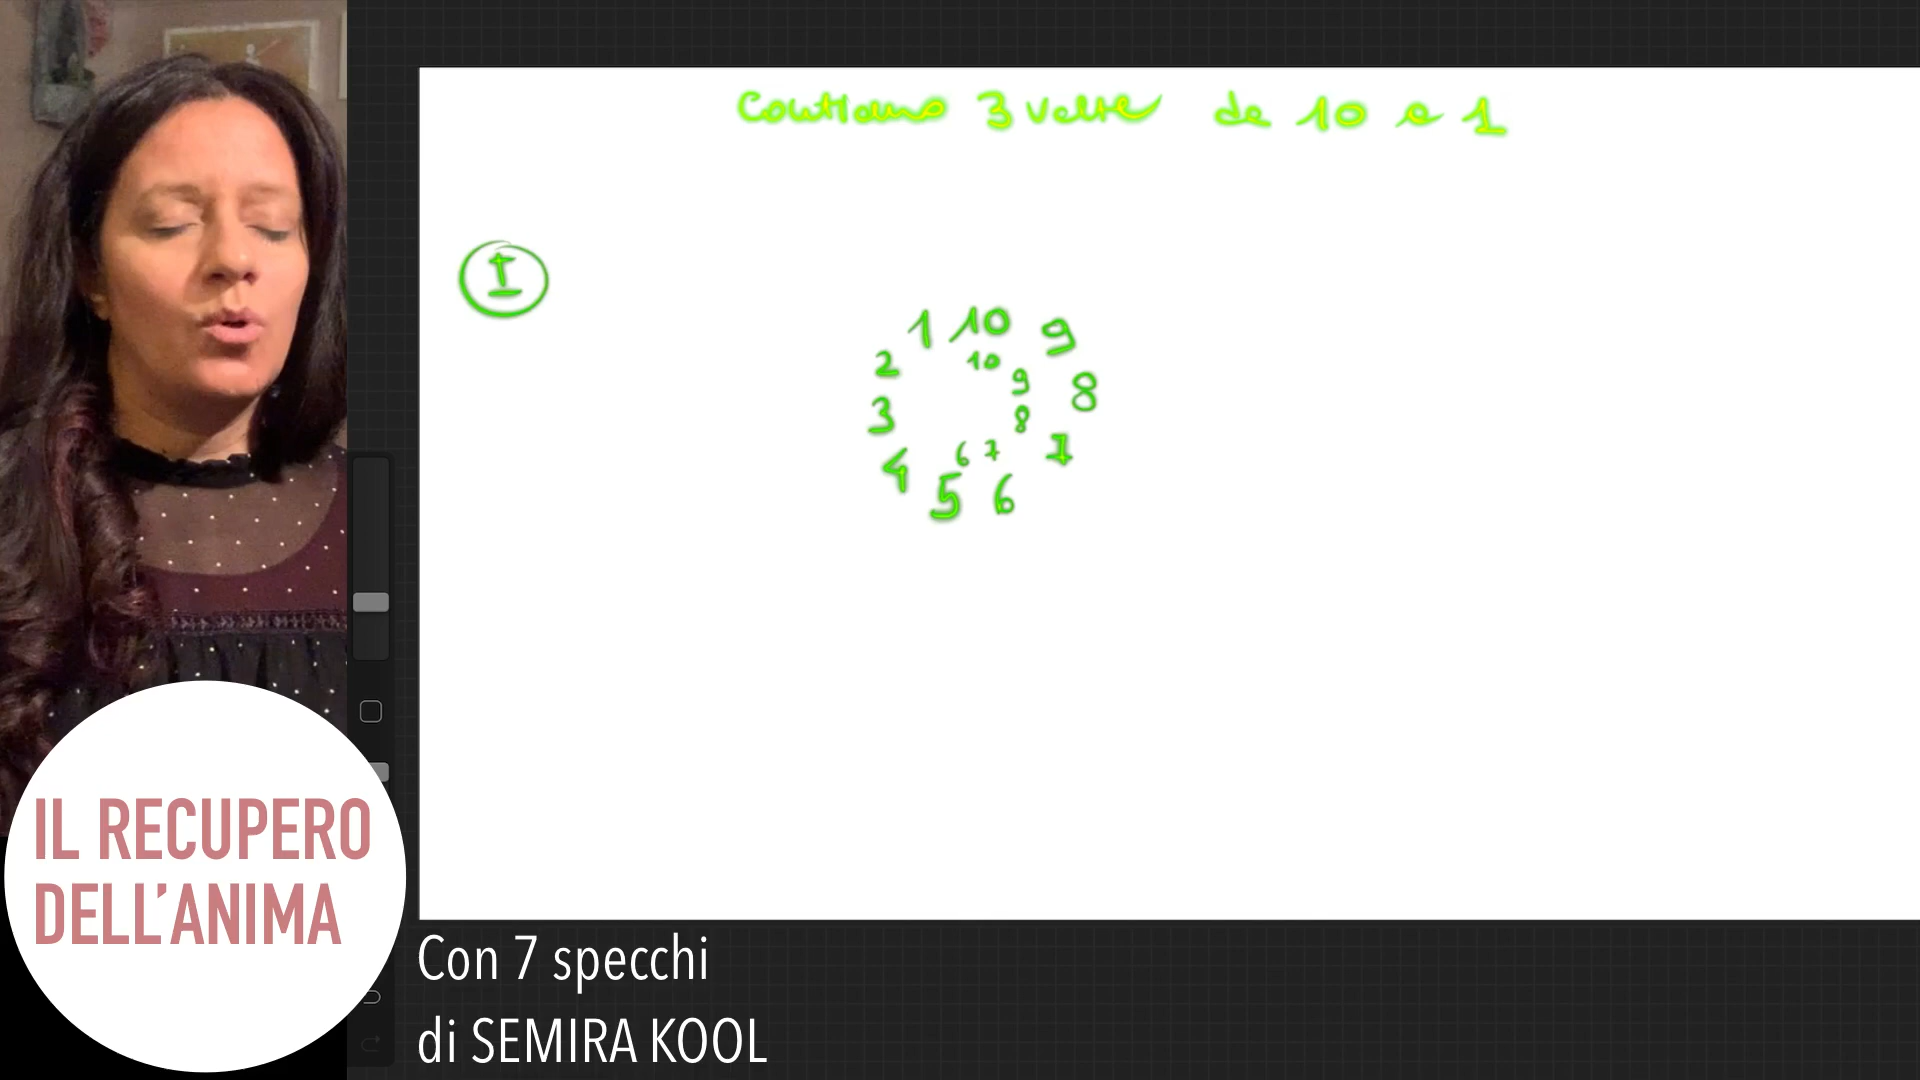 Contiamo 3 volte da 10 a 1
I
1 10 9
2 10 9 8
3 8
4 6 7 7
5 6
IL RECUPERO
DELL'ANIMA
Con 7 specchi
di SEMIRA KOOL